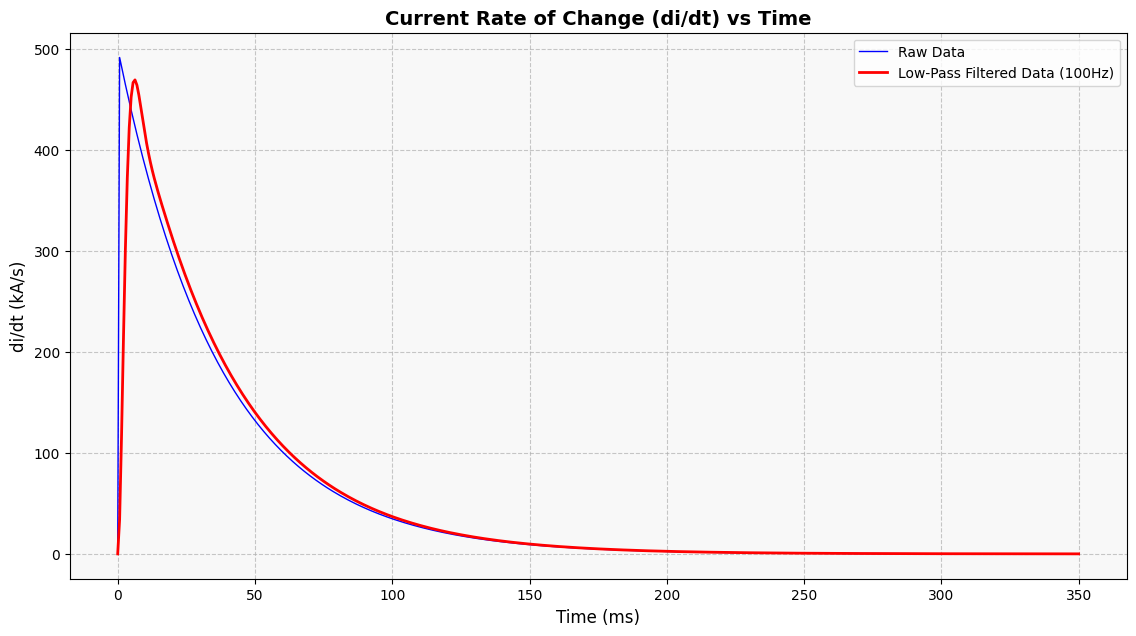 Current Rate of Change (di/dt) vs Time
Raw Data
Low-Pass Filtered Data (100Hz)
di/dt (kA/s)
500
400
300
200
100
0
0 50 100 150 200 250 300 350
Time (ms)